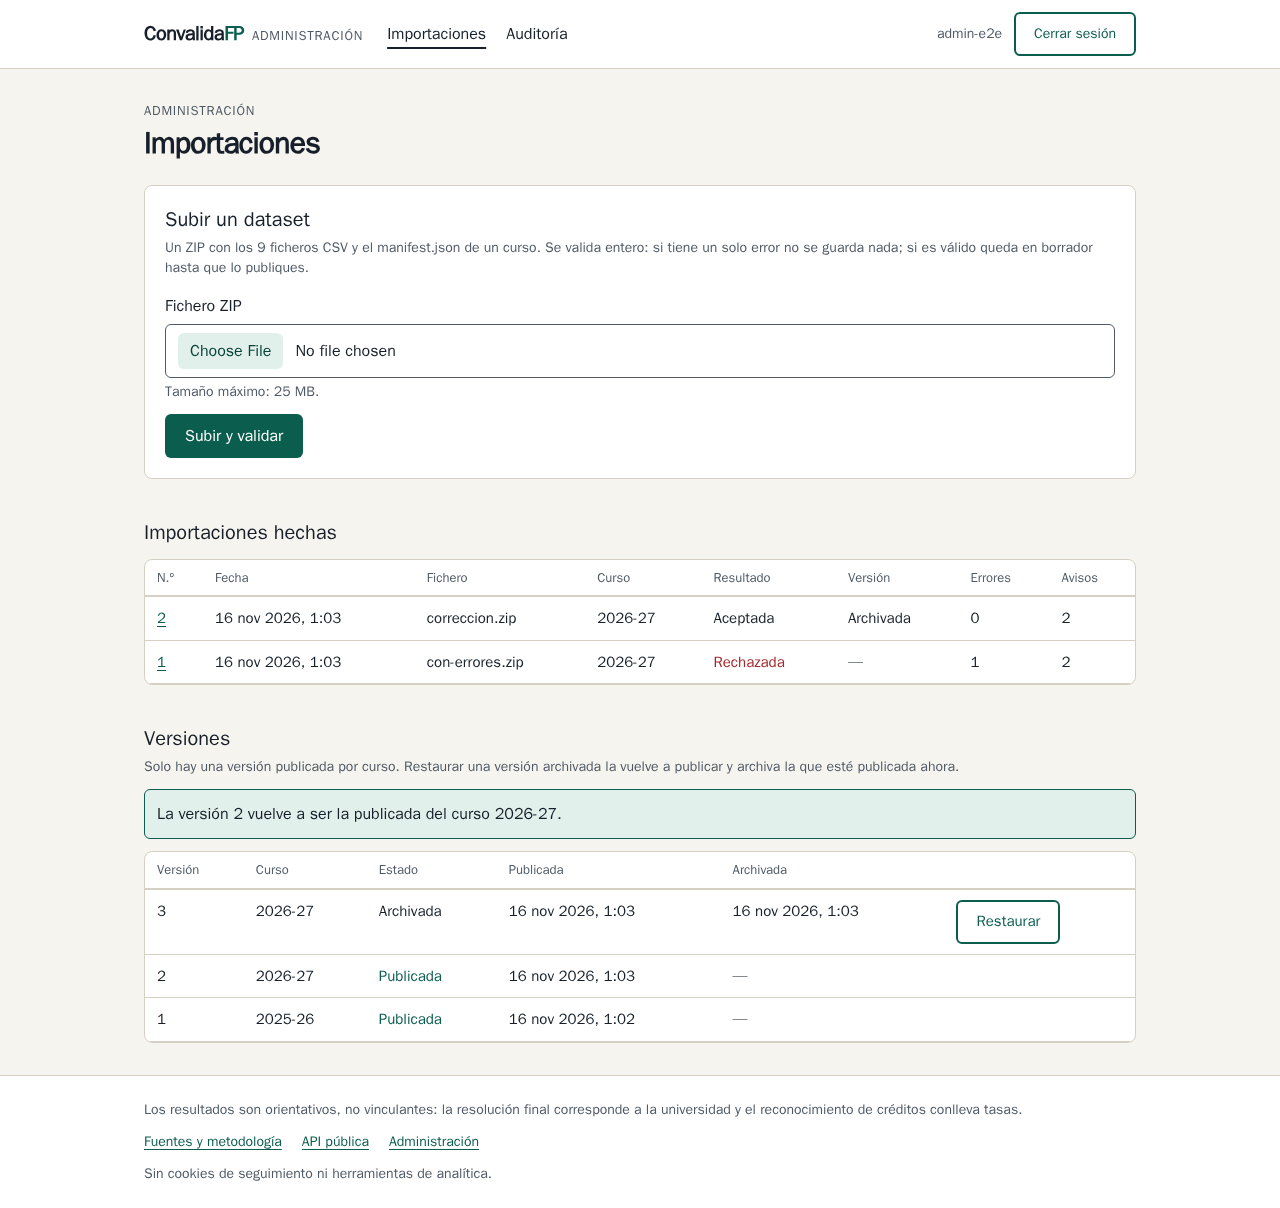 ConvalidaFP ADMINISTRACIÓN Importaciones Auditoría admin-e2e Cerrar sesión
ADMINISTRACIÓN
Importaciones
Subir un dataset
Un ZIP con los 9 ficheros CSV y el manifest.json de un curso. Se valida entero: si tiene un solo error no se guarda nada; si es válido queda en borrador
hasta que lo publiques.
Fichero ZIP
Choose File No file chosen
Tamaño máximo: 25 MB.
Subir y validar
Importaciones hechas
N.º Fecha Fichero Curso Resultado Versión Errores Avisos
2 16 nov 2026, 1:03 correccion.zip 2026-27 Aceptada Archivada 0 2
1 16 nov 2026, 1:03 con-errores.zip 2026-27 Rechazada — 1 2
Versiones
Solo hay una versión publicada por curso. Restaurar una versión archivada la vuelve a publicar y archiva la que esté publicada ahora.
La versión 2 vuelve a ser la publicada del curso 2026-27.
Versión Curso Estado Publicada Archivada
3 2026-27 Archivada 16 nov 2026, 1:03 16 nov 2026, 1:03 Restaurar
2 2026-27 Publicada 16 nov 2026, 1:03 —
1 2025-26 Publicada 16 nov 2026, 1:02 —
Los resultados son orientativos, no vinculantes: la resolución final corresponde a la universidad y el reconocimiento de créditos conlleva tasas.
Fuentes y metodología API pública Administración
Sin cookies de seguimiento ni herramientas de analítica.